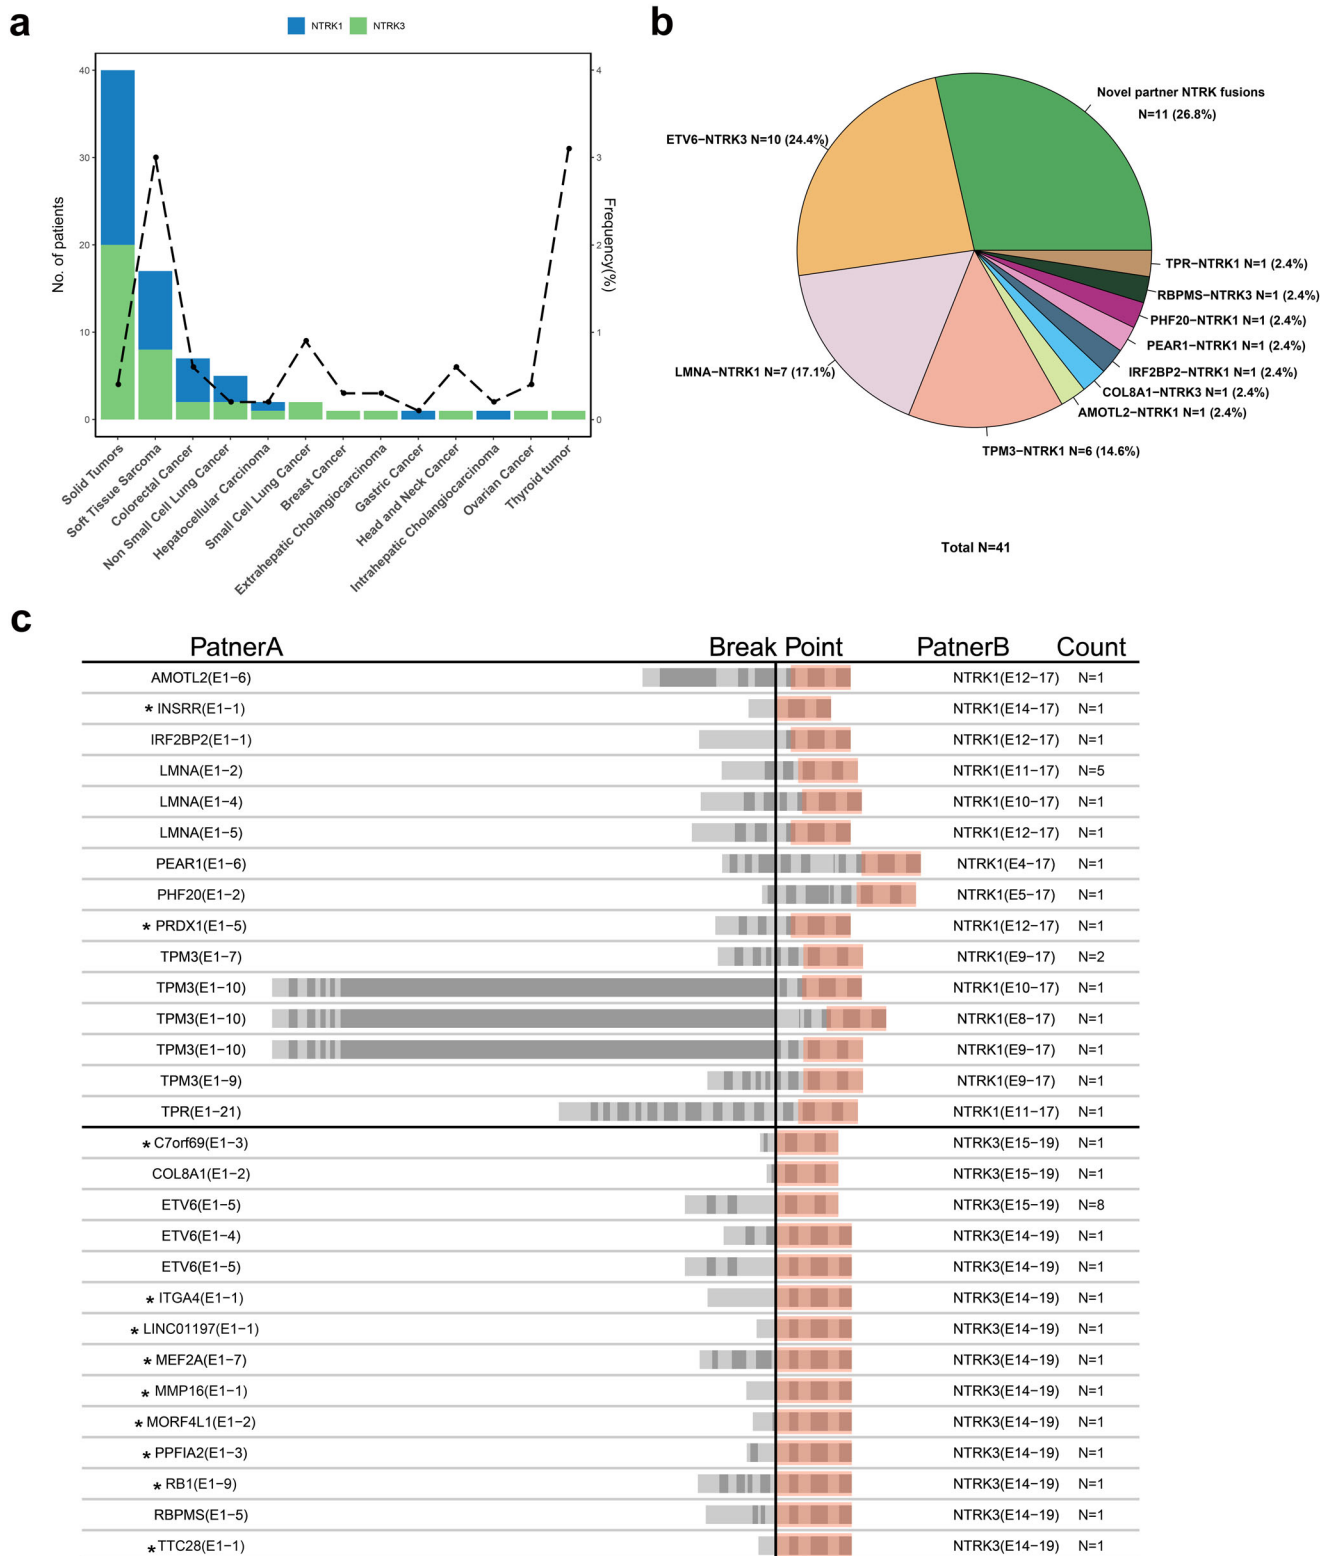 a
NTRK1 NTRK3
No. of patients
40
30
20
10
0
4
3
2
1
0
Frequency(%)
Solid Tumors
Soft Tissue Sarcoma
Colorectal Cancer
Non Small Cell Lung Cancer
Hepatocellular Carcinoma
Small Cell Lung Cancer
Breast Cancer
Extrahepatic Cholangiocarcinoma
Gastric Cancer
Head and Neck Cancer
Intrahepatic Cholangiocarcinoma
Ovarian Cancer
Thyroid tumor
b
Novel partner NTRK fusions
N=11 (26.8%)
ETV6−NTRK3 N=10 (24.4%)
LMNA−NTRK1 N=7 (17.1%)
TPM3−NTRK1 N=6 (14.6%)
TPR−NTRK1 N=1 (2.4%)
RBPMS−NTRK3 N=1 (2.4%)
PHF20−NTRK1 N=1 (2.4%)
PEAR1−NTRK1 N=1 (2.4%)
IRF2BP2−NTRK1 N=1 (2.4%)
COL8A1−NTRK3 N=1 (2.4%)
AMOTL2−NTRK1 N=1 (2.4%)
Total N=41
c
PatnerA Break Point PatnerB Count
AMOTL2(E1−6) NTRK1(E12−17) N=1
* INSRR(E1−1) NTRK1(E14−17) N=1
IRF2BP2(E1−1) NTRK1(E12−17) N=1
LMNA(E1−2) NTRK1(E11−17) N=5
LMNA(E1−4) NTRK1(E10−17) N=1
LMNA(E1−5) NTRK1(E12−17) N=1
PEAR1(E1−6) NTRK1(E4−17) N=1
PHF20(E1−2) NTRK1(E5−17) N=1
* PRDX1(E1−5) NTRK1(E12−17) N=1
TPM3(E1−7) NTRK1(E9−17) N=2
TPM3(E1−10) NTRK1(E10−17) N=1
TPM3(E1−10) NTRK1(E8−17) N=1
TPM3(E1−10) NTRK1(E9−17) N=1
TPM3(E1−9) NTRK1(E9−17) N=1
TPR(E1−21) NTRK1(E11−17) N=1
* C7orf69(E1−3) NTRK3(E15−19) N=1
COL8A1(E1−2) NTRK3(E15−19) N=1
ETV6(E1−5) NTRK3(E15−19) N=8
ETV6(E1−4) NTRK3(E14−19) N=1
ETV6(E1−5) NTRK3(E14−19) N=1
* ITGA4(E1−1) NTRK3(E14−19) N=1
* LINC01197(E1−1) NTRK3(E14−19) N=1
* MEF2A(E1−7) NTRK3(E14−19) N=1
* MMP16(E1−1) NTRK3(E14−19) N=1
* MORF4L1(E1−2) NTRK3(E14−19) N=1
* PPFIA2(E1−3) NTRK3(E14−19) N=1
* RB1(E1−9) NTRK3(E14−19) N=1
RBPMS(E1−5) NTRK3(E14−19) N=1
* TTC28(E1−1) NTRK3(E14−19) N=1